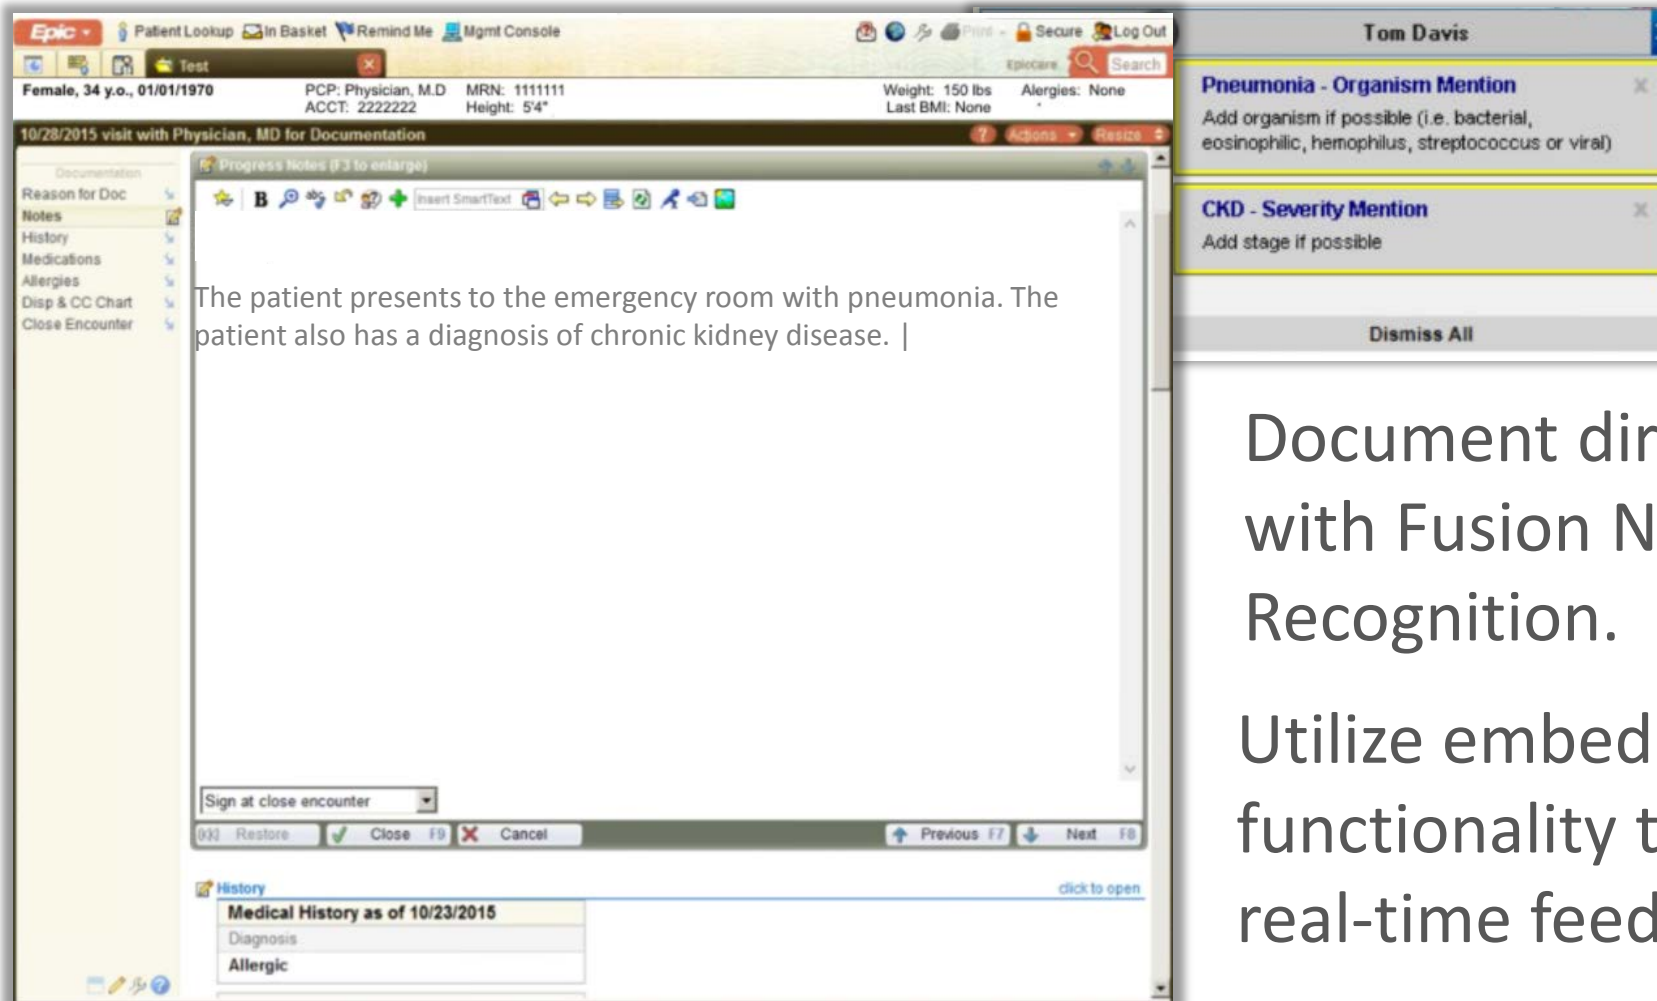 Epic Patient Lookup In Basket Remind Me Mgmt Console Print Secure Log Out
Test Epiccare Search
Female, 34 y.o., 01/01/1970 PCP: Physician, M.D MRN: 1111111 Weight: 150 lbs Alergies: None
ACCT: 2222222 Height: 5'4" Last BMI: None
10/28/2015 visit with Physician, MD for Documentation ? Actions Resize
Documentation
Reason for Doc
Notes
History
Medications
Allergies
Disp & CC Chart
Close Encounter
Progress Notes (F3 to enlarge)
B abc Insert SmartText
The patient presents to the emergency room with pneumonia. The
patient also has a diagnosis of chronic kidney disease. |
Sign at close encounter
Restore Close F9 Cancel Previous F7 Next F8
History click to open
Medical History as of 10/23/2015
Diagnosis
Allergic
Tom Davis
Pneumonia - Organism Mention
Add organism if possible (i.e. bacterial,
eosinophilic, hemophilus, streptococcus or viral)
CKD - Severity Mention
Add stage if possible
Dismiss All
Document dir
with Fusion N
Recognition.
Utilize embed
functionality t
real-time feed